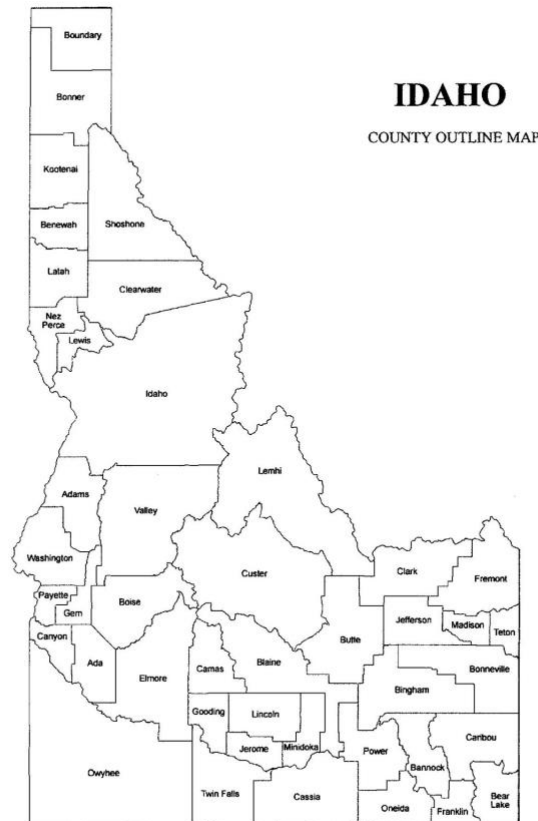 Boundary
IDAHO
Bonner
COUNTY OUTLINE MAP
Kootenai
Benewah
Shoshone
Latah
Clearwater
Nez
Perce
Lewis
Idaho
Lemhi
Adams
Valley
Washington
Custer
Clark
Fremont
Payette
Boise
Gem
Jefferson
Madison
Teton
Canyon
Butte
Ada
Camas
Blaine
Bonneville
Elmore
Bingham
Gooding
Lincoln
Caribou
Jerome
Minidoka
Power
Bannock
Owyhee
Twin Falls
Cassia
Bear
Lake
Oneida
Franklin